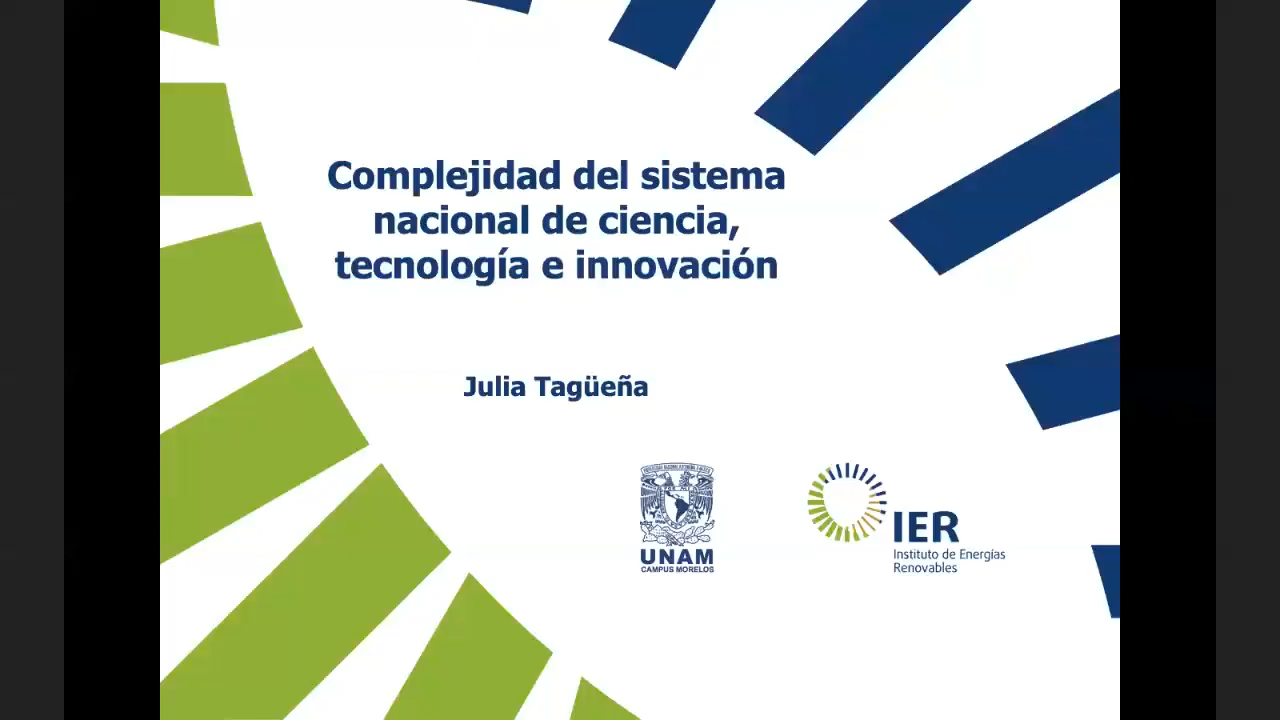 Complejidad del sistema
nacional de ciencia,
tecnología e innovación
Julia Tagüeña
UNAM
CAMPUS MORELOS
IER
Instituto de Energías
Renovables